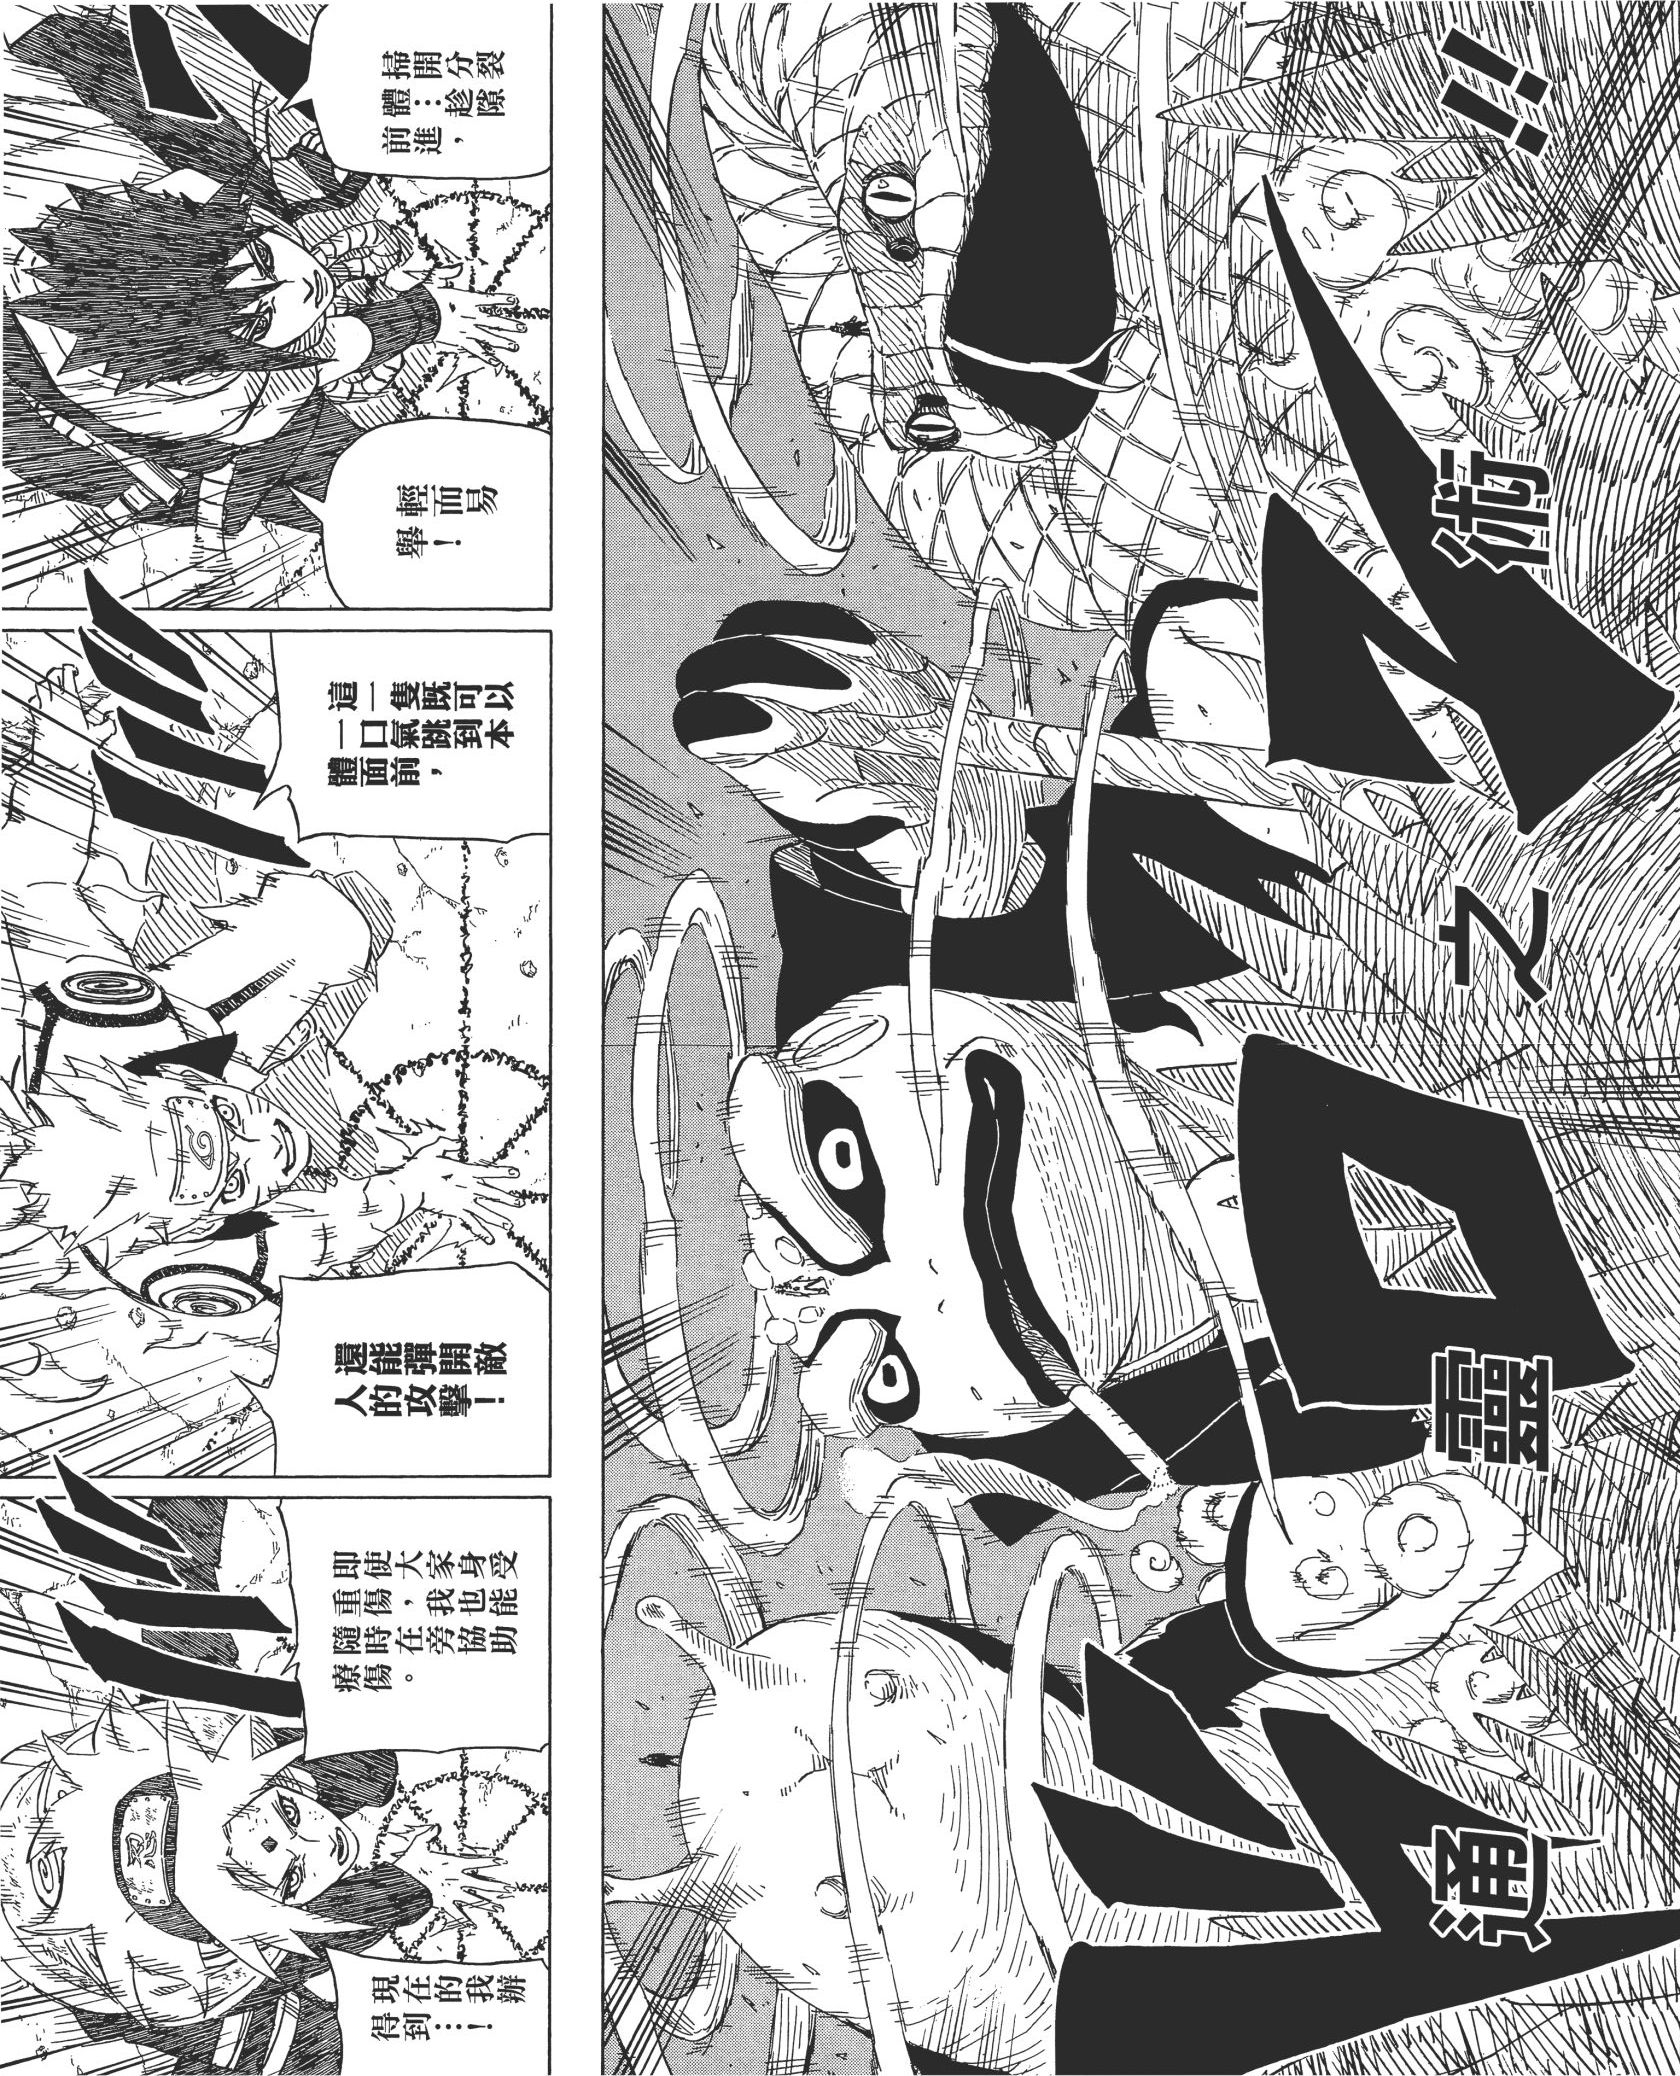 掃開分裂
體…趁隙
前進，
輕而易
舉！
這一隻既可以
一口氣跳到本
體面前，
還能彈開敵
人的攻擊！
即使大家身受
重傷，我也能
隨時在旁協助
療傷。
現在的我辦
得到…！
忍
通靈之術!!